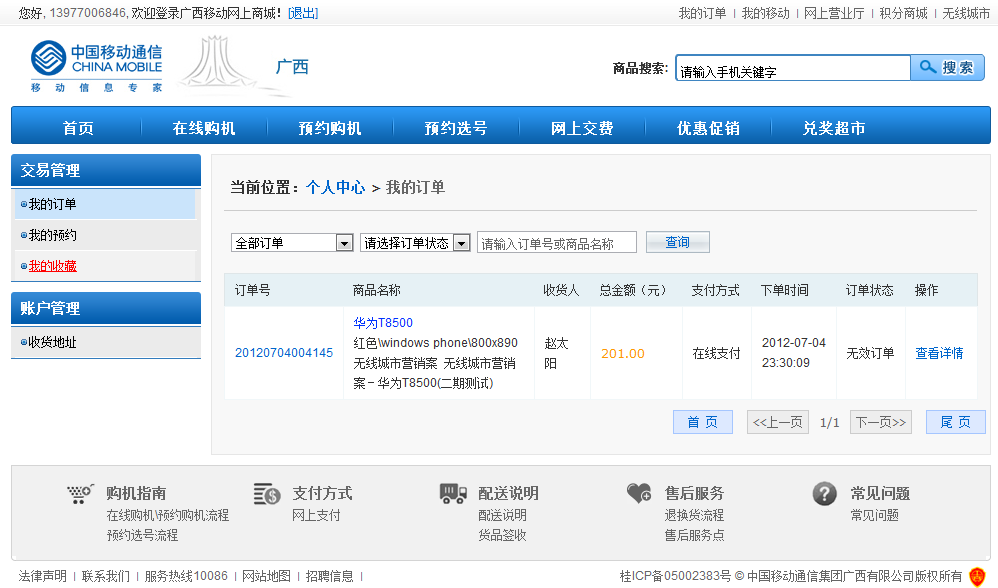 您好, 13977006846, 欢迎登录广西移动网上商城! [退出]
我的订单 | 我的移动 | 网上营业厅 | 积分商城 | 无线城市
中国移动通信
CHINA MOBILE
移动信息专家
广西
商品搜索: 请输入手机关键字 搜索
首页 在线购机 预约购机 预约选号 网上交费 优惠促销 兑奖超市
交易管理
我的订单
我的预约
我的收藏
账户管理
收货地址
当前位置: 个人中心 > 我的订单
全部订单 请选择订单状态 请输入订单号或商品名称 查询
订单号 商品名称 收货人 总金额（元） 支付方式 下单时间 订单状态 操作
20120704004145
华为T8500
红色\windows phone\800x890
无线城市营销案 无线城市营销
案－华为T8500(二期测试)
赵太
阳
201.00
在线支付
2012-07-04
23:30:09
无效订单
查看详情
首 页 <<上一页 1/1 下一页>> 尾 页
购机指南
在线购机\预约购机流程
预约选号流程
支付方式
网上支付
配送说明
配送说明
货品签收
售后服务
退换货流程
售后服务点
常见问题
常见问题
法律声明 | 联系我们 | 服务热线10086 | 网站地图 | 招聘信息 |
桂ICP备05002383号 © 中国移动通信集团广西有限公司版权所有